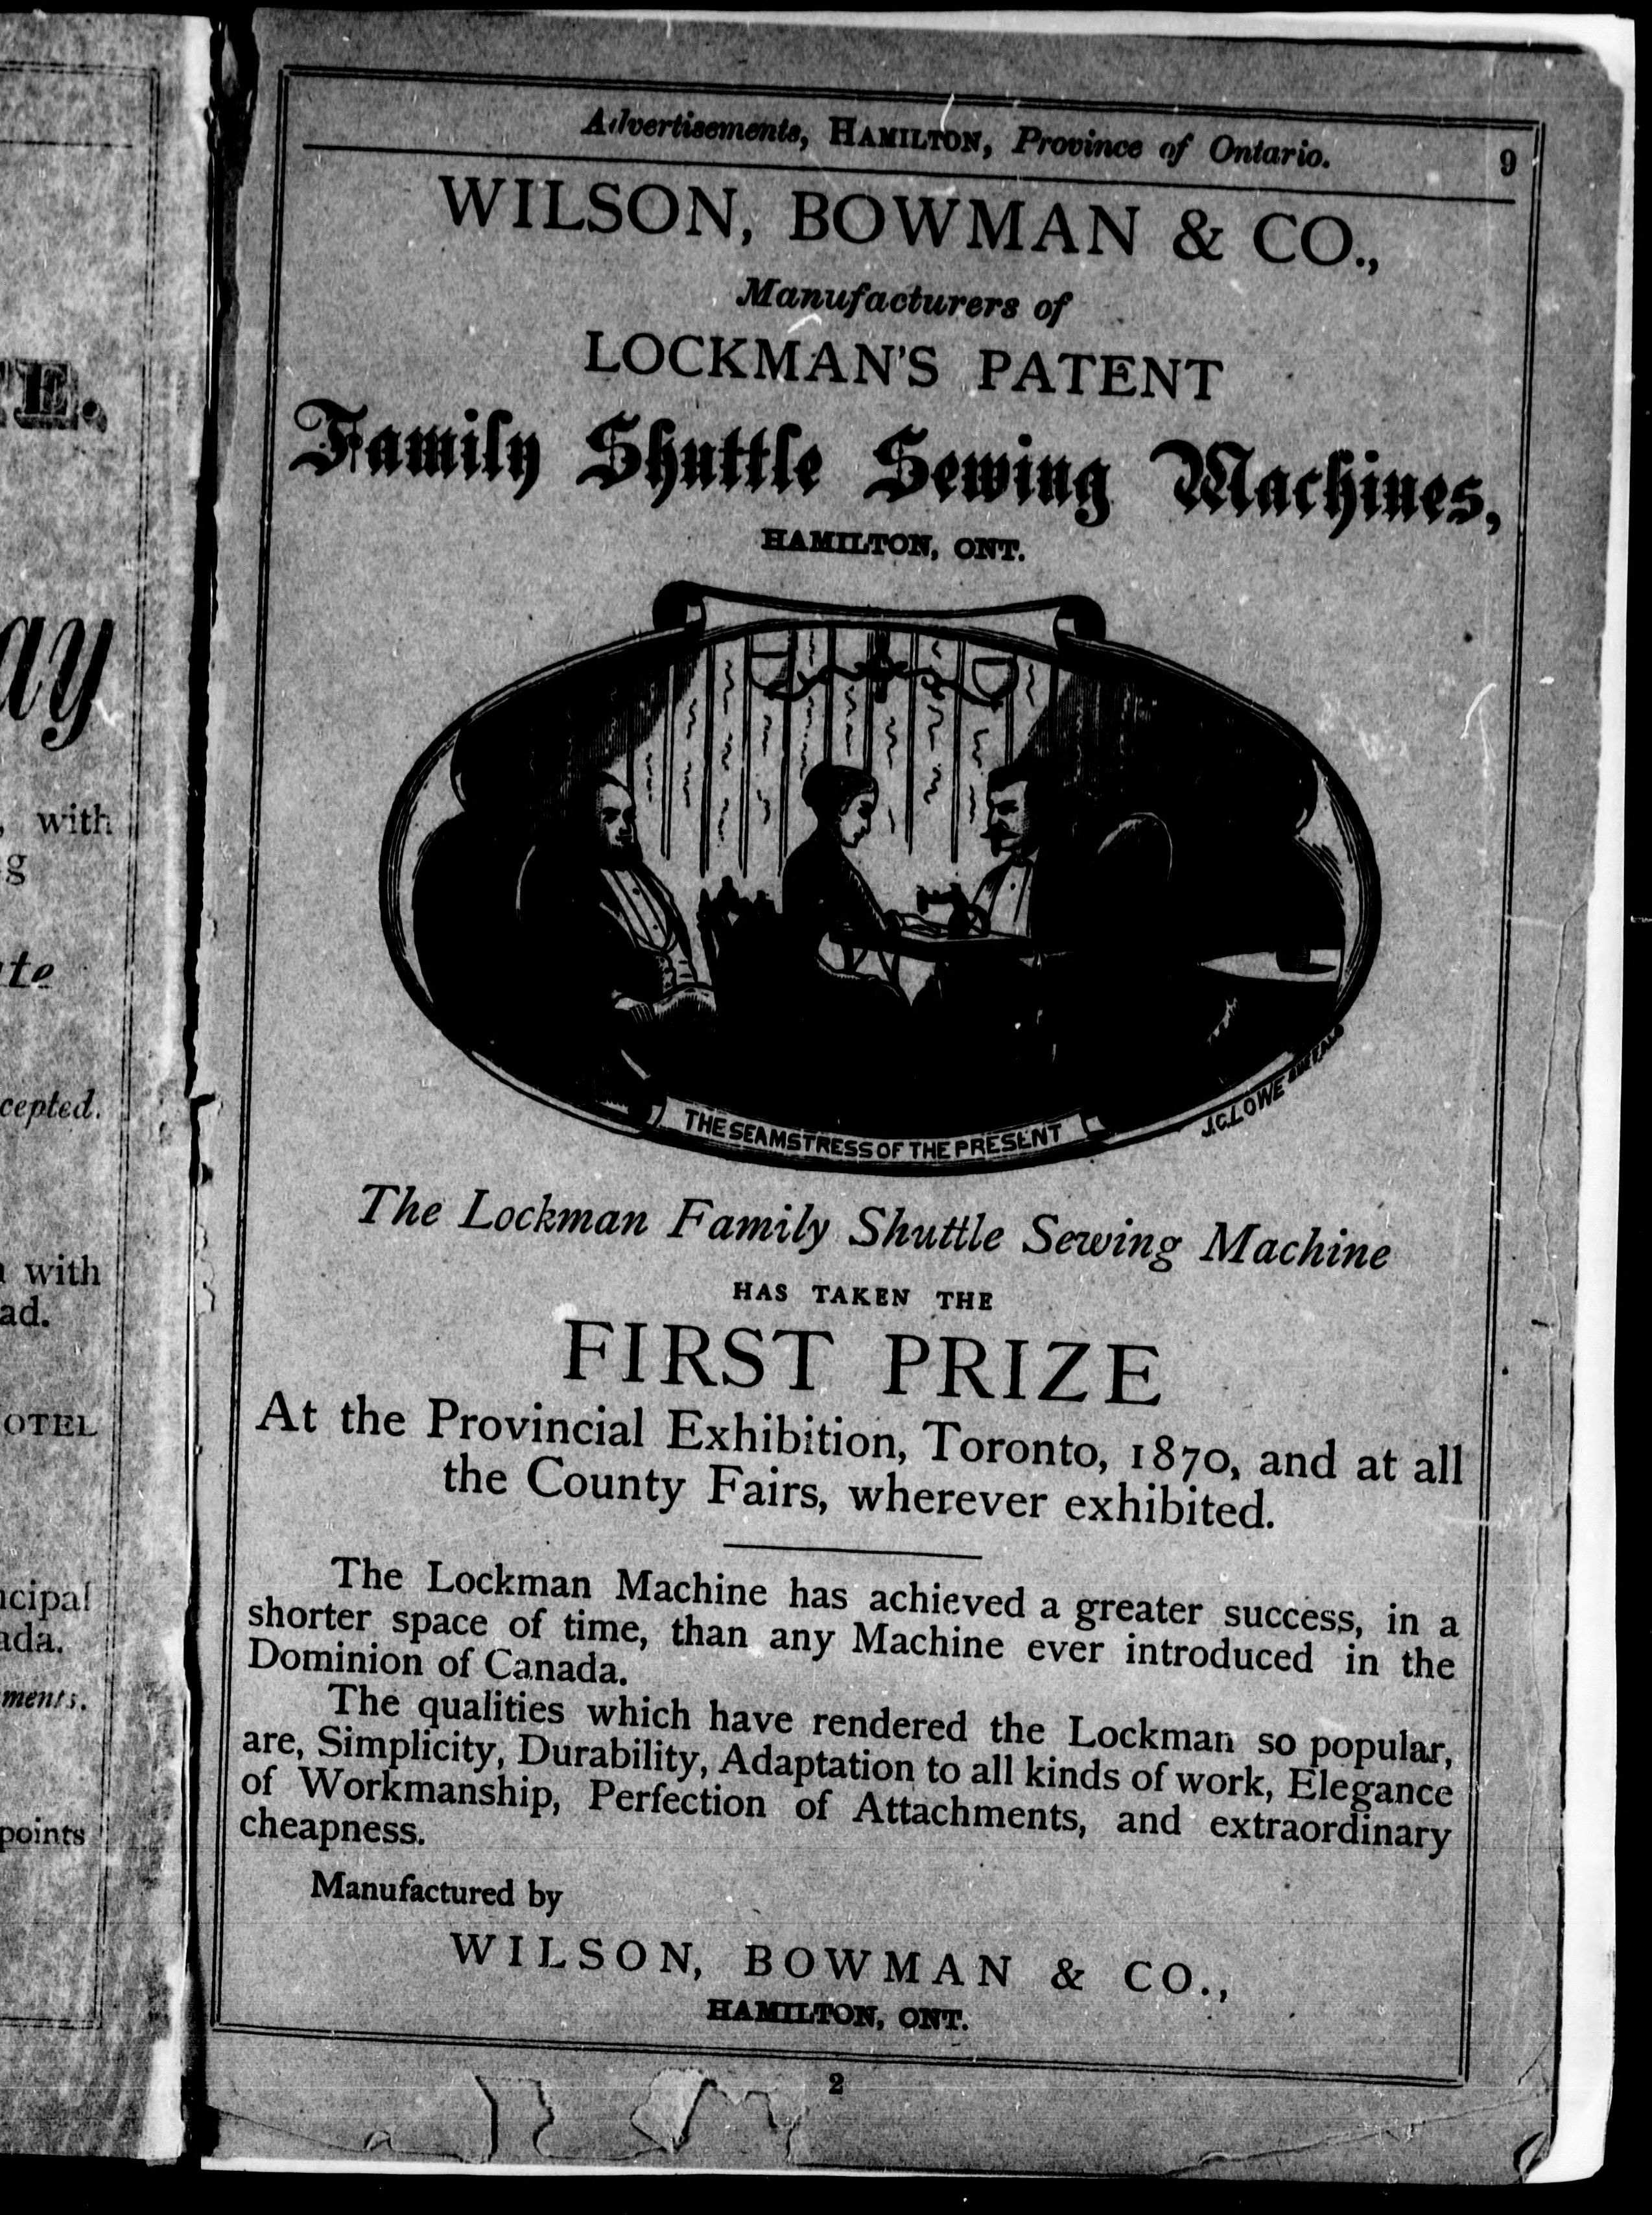 Advertisements, HAMILTON, Province of Ontario. 9
WILSON, BOWMAN & CO.,
Manufacturers of
LOCKMAN'S PATENT
Family Shuttle Sewing Machines,
HAMILTON, ONT.
THE SEAMSTRESS OF THE PRESENT
J.C. LOWE
The Lockman Family Shuttle Sewing Machine
HAS TAKEN THE
FIRST PRIZE
At the Provincial Exhibition, Toronto, 1870, and at all
the County Fairs, wherever exhibited.
The Lockman Machine has achieved a greater success, in a
shorter space of time, than any Machine ever introduced in the
Dominion of Canada.
The qualities which have rendered the Lockman so popular,
are, Simplicity, Durability, Adaptation to all kinds of work, Elegance
of Workmanship, Perfection of Attachments, and extraordinary
cheapness.
Manufactured by
WILSON, BOWMAN & CO.,
HAMILTON, ONT.
2
with
cepted.
with
ments.
points